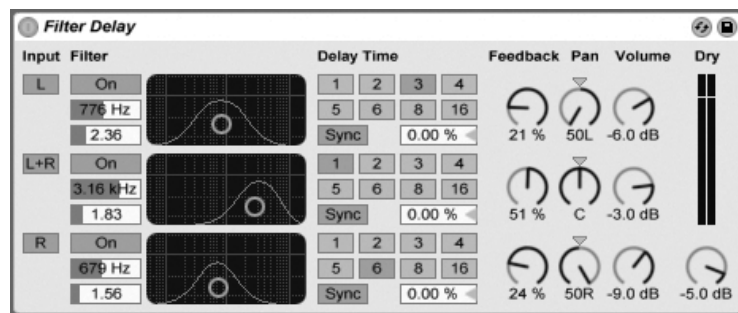 Filter Delay
Input Filter Delay Time Feedback Pan Volume Dry
L On 1 2 3 4
776 Hz 5 6 8 16
2.36 Sync 0.00 % 21 % 50L -6.0 dB
L+R On 1 2 3 4
3.16 kHz 5 6 8 16
1.83 Sync 0.00 % 51 % C -3.0 dB
R On 1 2 3 4
679 Hz 5 6 8 16
1.56 Sync 0.00 % 24 % 50R -9.0 dB -5.0 dB